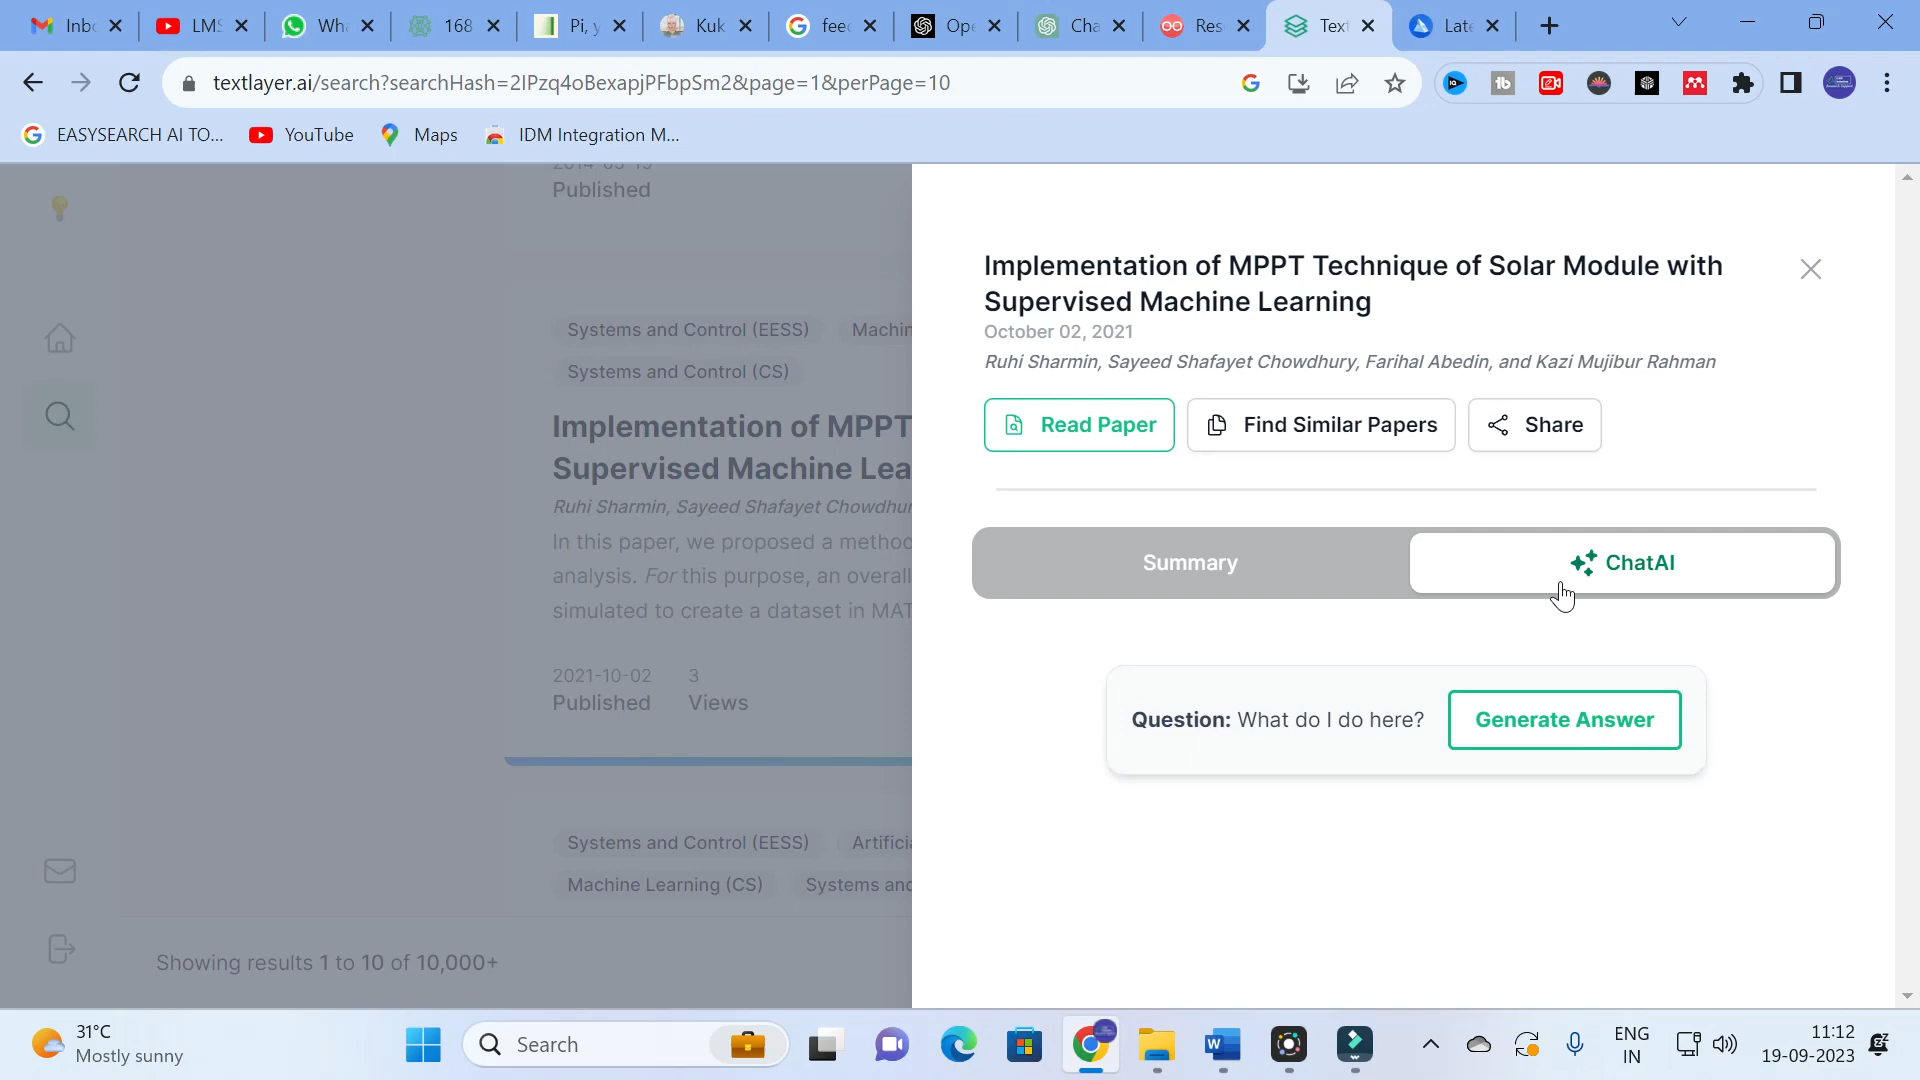 Inbo
LMS
Wha
168
Pi, y
Kuk
feed
Ope
Cha
Res
Text
Late
textlayer.ai/search?searchHash=2IPzq4oBexapjPFbpSm2&page=1&perPage=10
EASYSEARCH AI TO...
YouTube
Maps
IDM Integration M...
2014-05-19
Published
Systems and Control (EESS)
Machin
Systems and Control (CS)
Implementation of MPPT
Supervised Machine Lea
Ruhi Sharmin, Sayeed Shafayet Chowdhur
In this paper, we proposed a method
analysis. For this purpose, an overall
simulated to create a dataset in MAT
2021-10-02 3
Published Views
Systems and Control (EESS)
Artificia
Machine Learning (CS)
Systems and
Showing results 1 to 10 of 10,000+
Implementation of MPPT Technique of Solar Module with
Supervised Machine Learning
October 02, 2021
Ruhi Sharmin, Sayeed Shafayet Chowdhury, Farihal Abedin, and Kazi Mujibur Rahman
Read Paper
Find Similar Papers
Share
Summary
ChatAI
Question: What do I do here?
Generate Answer
31°C
Mostly sunny
Search
ENG
IN
11:12
19-09-2023